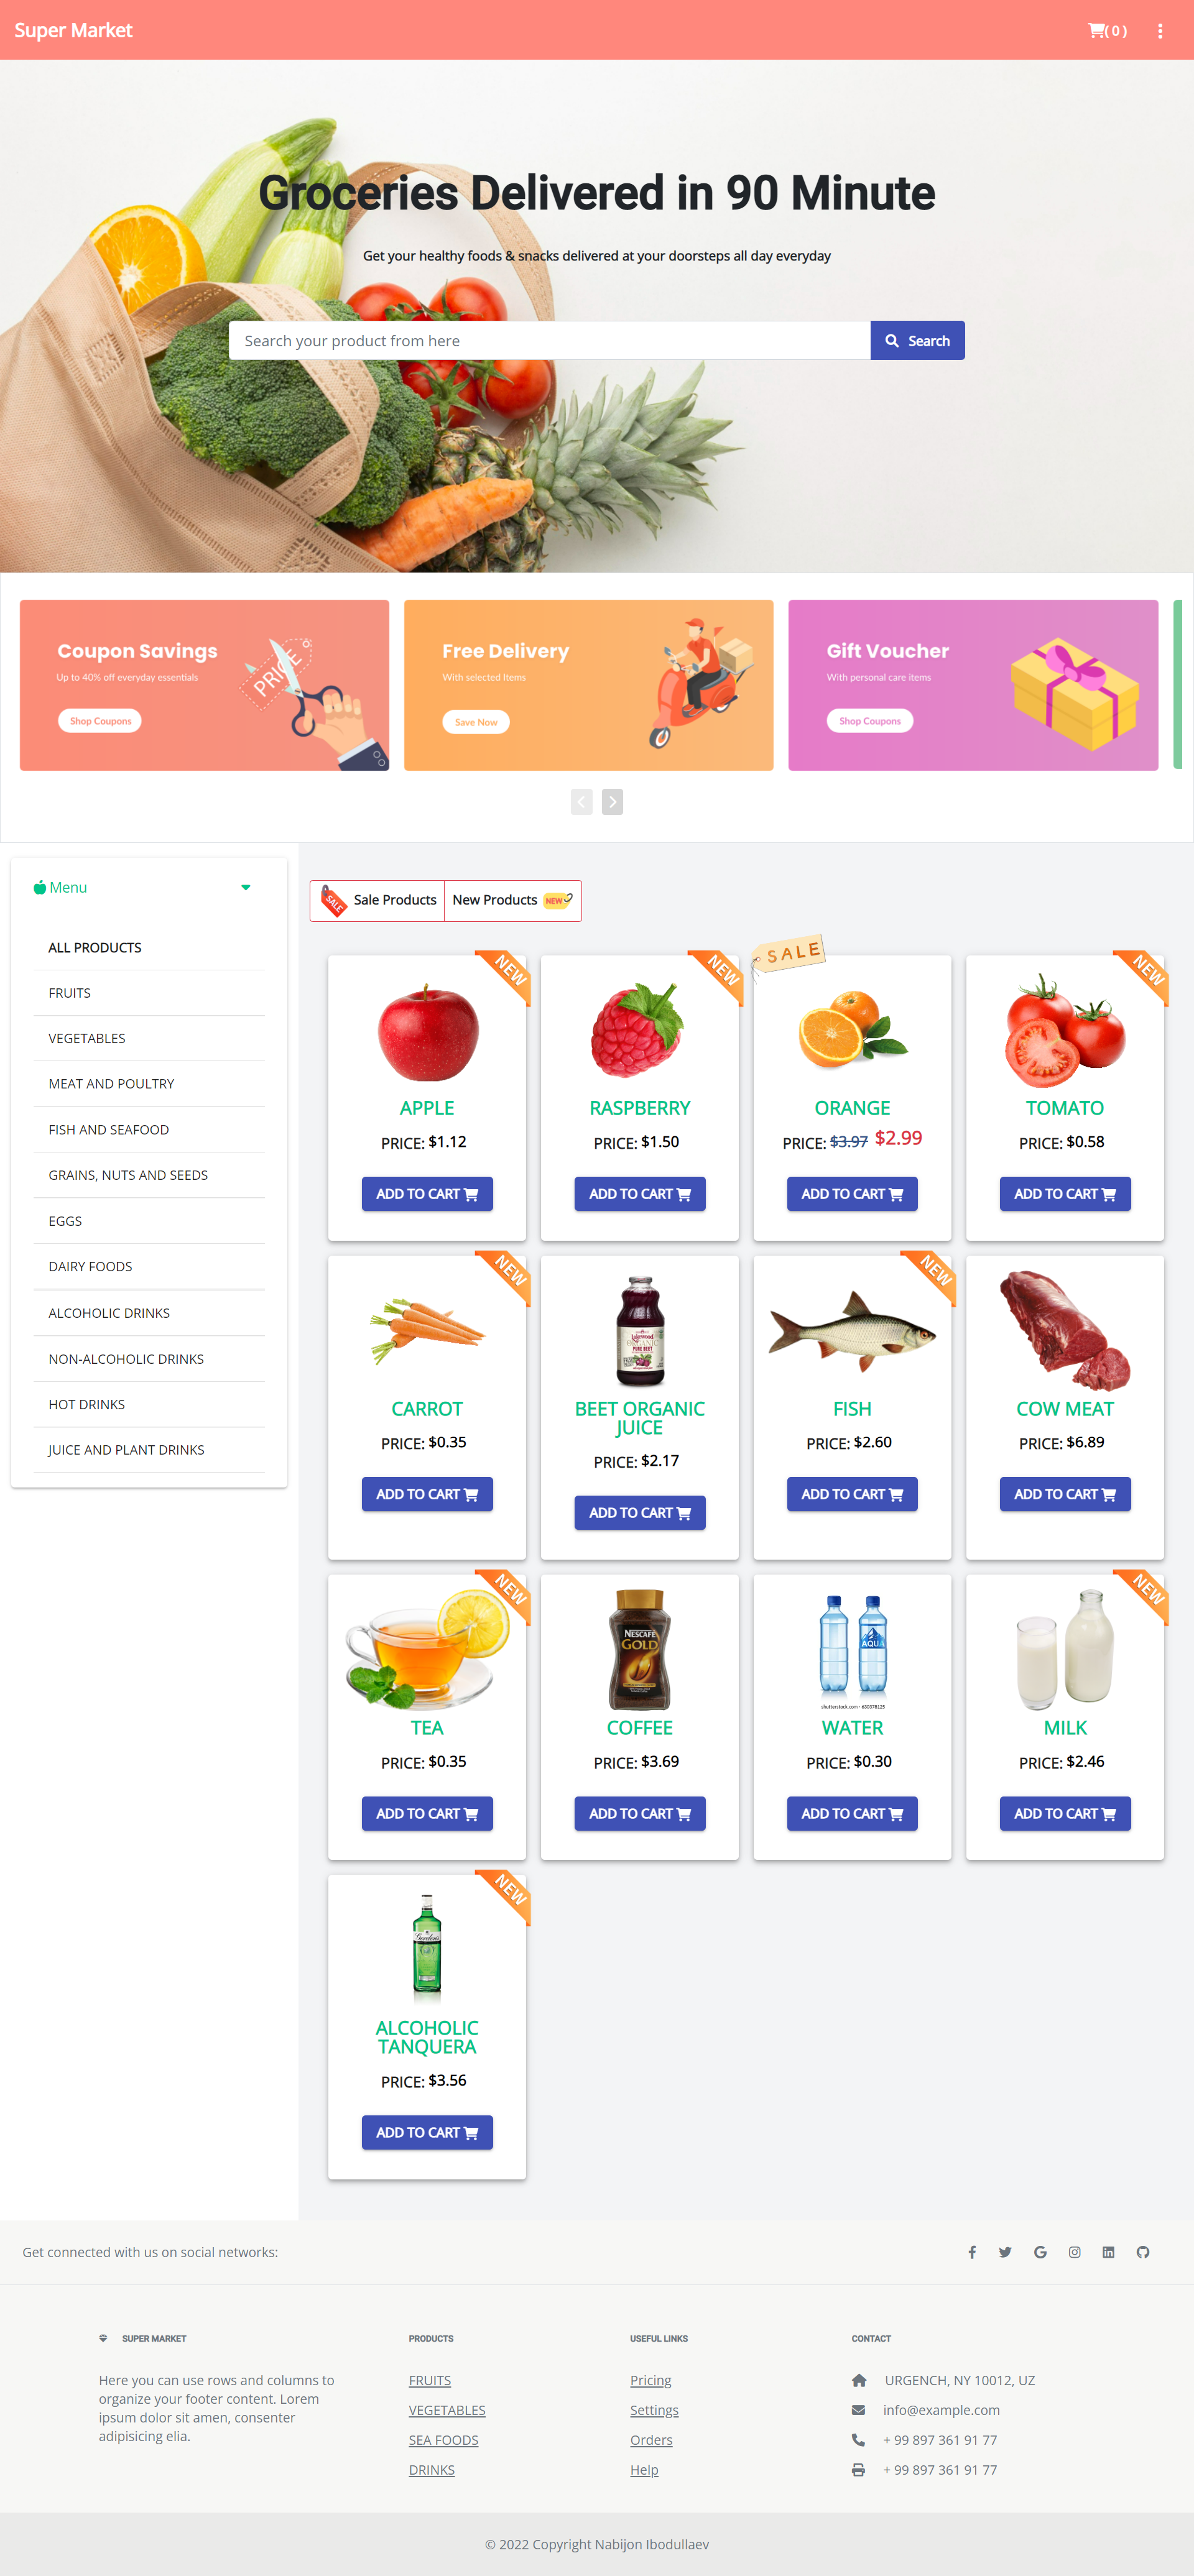 Super Market
( 0 )
Groceries Delivered in 90 Minute
Get your healthy foods & snacks delivered at your doorsteps all day everyday
Search your product from here
Search
Coupon Savings
Up to 40% off everyday essentials
Shop Coupons
PRICE
Free Delivery
With selected Items
Save Now
Gift Voucher
With personal care items
Shop Coupons
Menu
ALL PRODUCTS
FRUITS
VEGETABLES
MEAT AND POULTRY
FISH AND SEAFOOD
GRAINS, NUTS AND SEEDS
EGGS
DAIRY FOODS
ALCOHOLIC DRINKS
NON-ALCOHOLIC DRINKS
HOT DRINKS
JUICE AND PLANT DRINKS
SALE
Sale Products
New Products
NEW
NEW
APPLE
PRICE: $1.12
ADD TO CART
NEW
RASPBERRY
PRICE: $1.50
ADD TO CART
SALE
ORANGE
PRICE: $3.97 $2.99
ADD TO CART
NEW
TOMATO
PRICE: $0.58
ADD TO CART
NEW
CARROT
PRICE: $0.35
ADD TO CART
Lakewood
ORGANIC
PURE BEET
BEET ORGANIC
JUICE
PRICE: $2.17
ADD TO CART
NEW
FISH
PRICE: $2.60
ADD TO CART
COW MEAT
PRICE: $6.89
ADD TO CART
NEW
TEA
PRICE: $0.35
ADD TO CART
NESCAFÉ
GOLD
COFFEE
PRICE: $3.69
ADD TO CART
AQUA
shutterstock.com · 630378125
WATER
PRICE: $0.30
ADD TO CART
NEW
MILK
PRICE: $2.46
ADD TO CART
NEW
Gordon's
ALCOHOLIC
TANQUERA
PRICE: $3.56
ADD TO CART
Get connected with us on social networks:
SUPER MARKET
Here you can use rows and columns to
organize your footer content. Lorem
ipsum dolor sit amen, consenter
adipisicing elia.
PRODUCTS
FRUITS
VEGETABLES
SEA FOODS
DRINKS
USEFUL LINKS
Pricing
Settings
Orders
Help
CONTACT
URGENCH, NY 10012, UZ
info@example.com
+ 99 897 361 91 77
+ 99 897 361 91 77
© 2022 Copyright Nabijon Ibodullaev